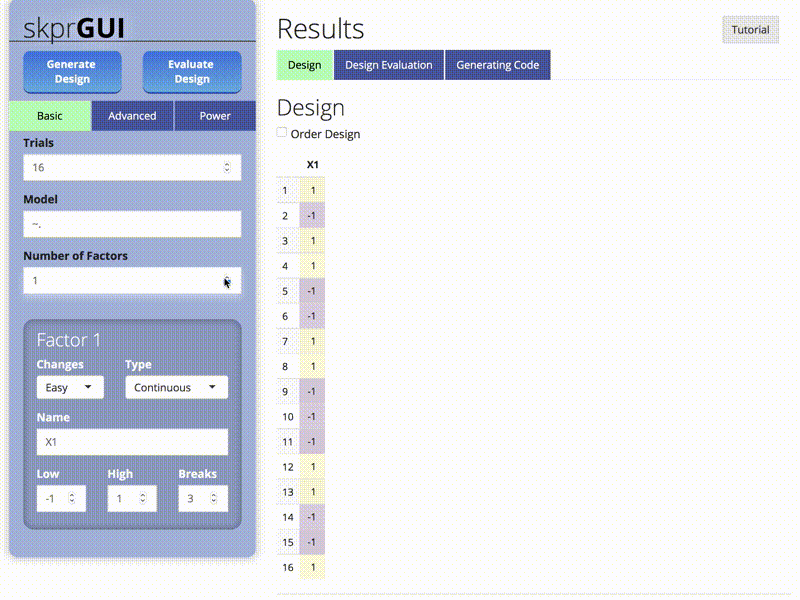 skprGUI
Generate
Design
Evaluate
Design
Basic Advanced Power
Trials
16
Model
~.
Number of Factors
1
Factor 1
Changes Type
Easy Continuous
Name
X1
Low High Breaks
-1 1 3
Results
Tutorial
Design Design Evaluation Generating Code
Design
Order Design
X1
1 1
2 -1
3 1
4 1
5 -1
6 -1
7 1
8 1
9 -1
10 -1
11 -1
12 1
13 1
14 -1
15 -1
16 1